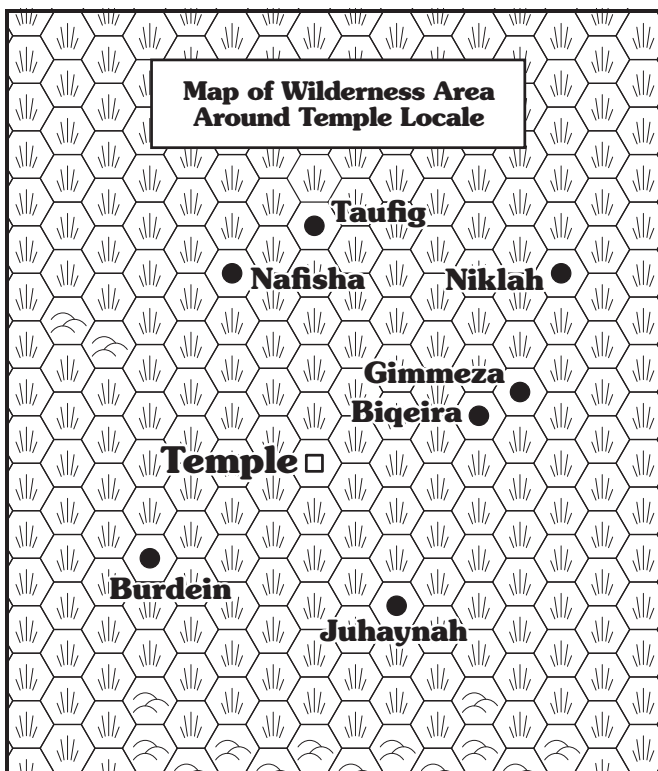 Map of Wilderness Area
Around Temple Locale
Taufig
Nafisha
Niklah
Gimmeza
Biqeira
Temple
Burdein
Juhaynah